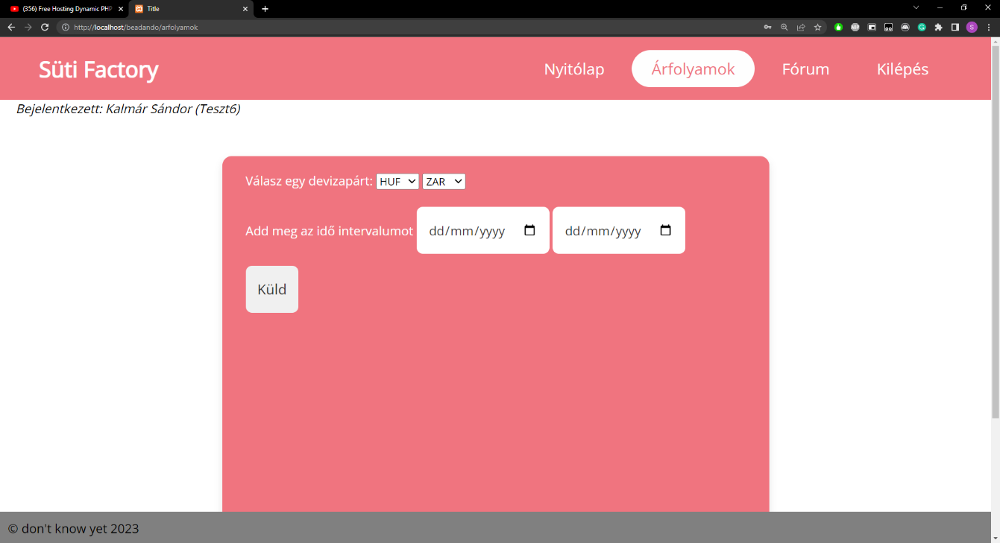 (356) Free Hosting Dynamic PHP
Title
http://localhost/beadando/arfolyamok
S
Süti Factory
Nyitólap
Árfolyamok
Fórum
Kilépés
Bejelentkezett: Kalmár Sándor (Teszt6)
Válasz egy devizapárt: HUF ZAR
Add meg az idő intervalumot dd/mm/yyyy dd/mm/yyyy
Küld
© don't know yet 2023